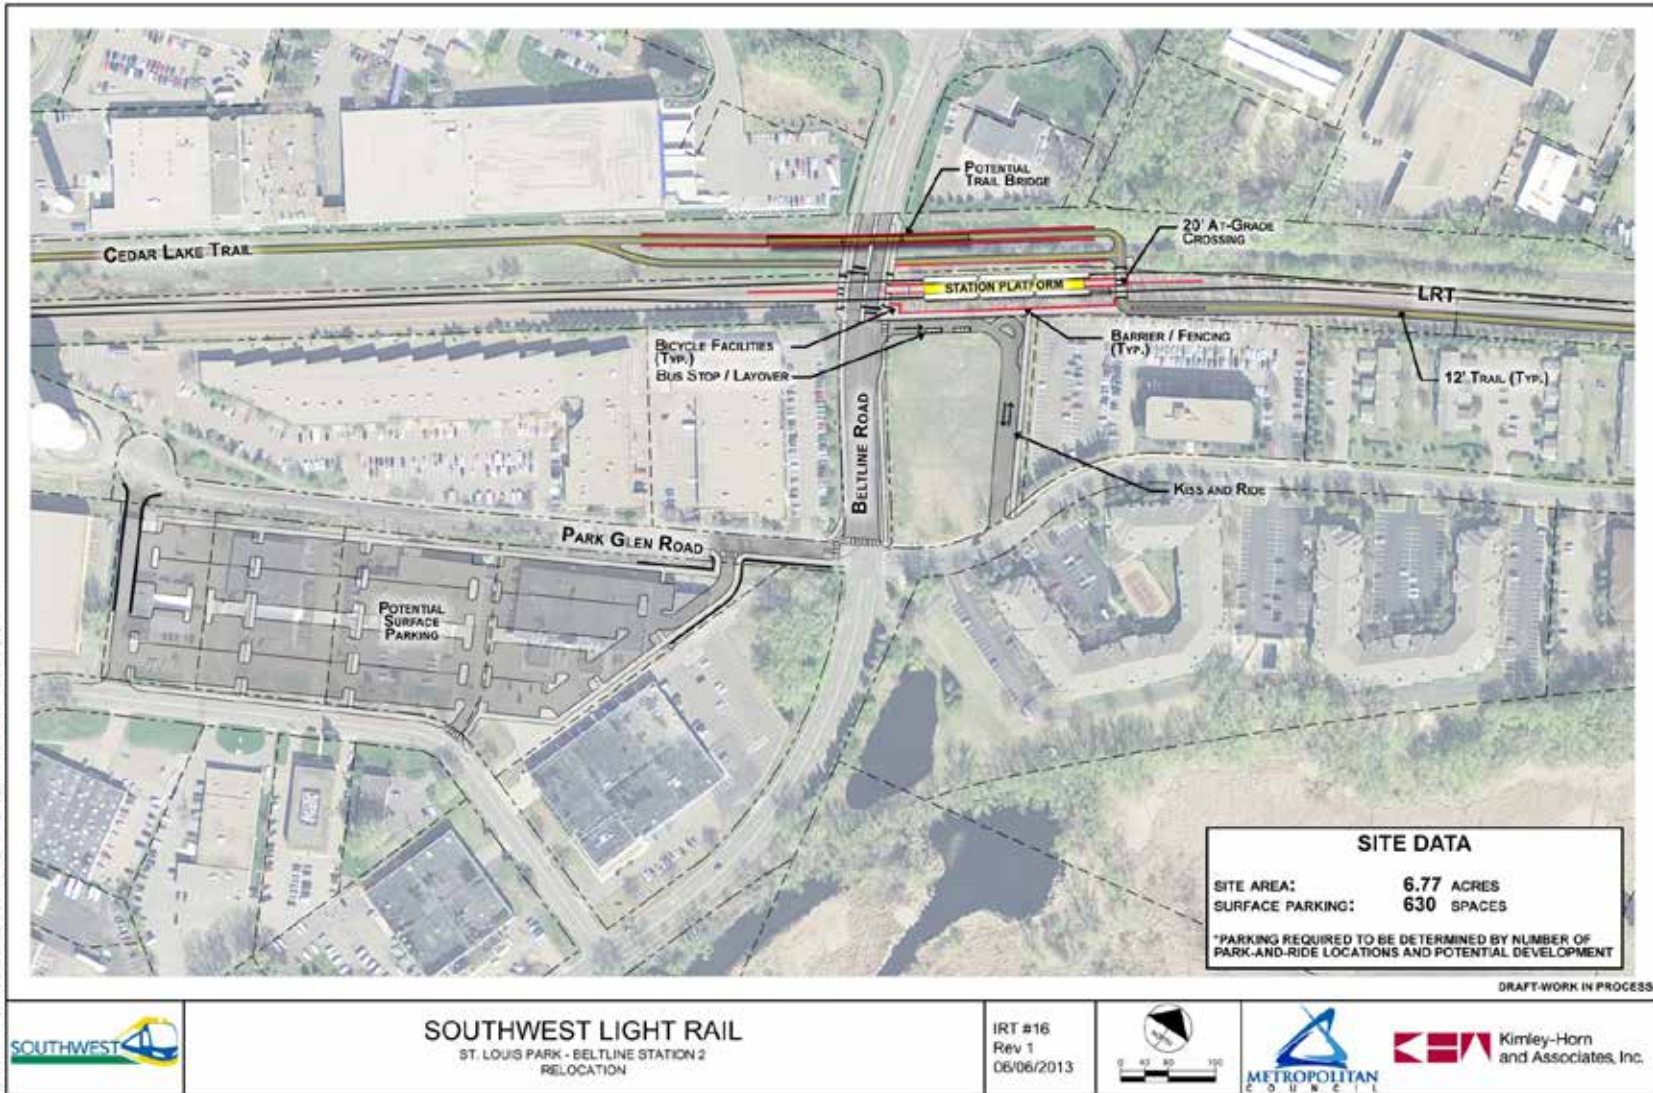 POTENTIAL
TRAIL BRIDGE
20' AT-GRADE
CROSSING
CEDAR LAKE TRAIL
STATION PLATFORM
LRT
BICYCLE FACILITIES
(TYP.)
BUS STOP / LAYOVER
BARRIER / FENCING
(TYP.)
12' TRAIL (TYP.)
BELTLINE ROAD
KISS AND RIDE
PARK GLEN ROAD
POTENTIAL
SURFACE
PARKING
SITE DATA
SITE AREA: 6.77 ACRES
SURFACE PARKING: 630 SPACES
*PARKING REQUIRED TO BE DETERMINED BY NUMBER OF
PARK-AND-RIDE LOCATIONS AND POTENTIAL DEVELOPMENT
DRAFT-WORK IN PROCESS
SOUTHWEST
SOUTHWEST LIGHT RAIL
ST. LOUIS PARK - BELTLINE STATION 2
RELOCATION
IRT #16
Rev 1
06/06/2013
NORTH
METROPOLITAN
COUNCIL
Kimley-Horn
and Associates, Inc.